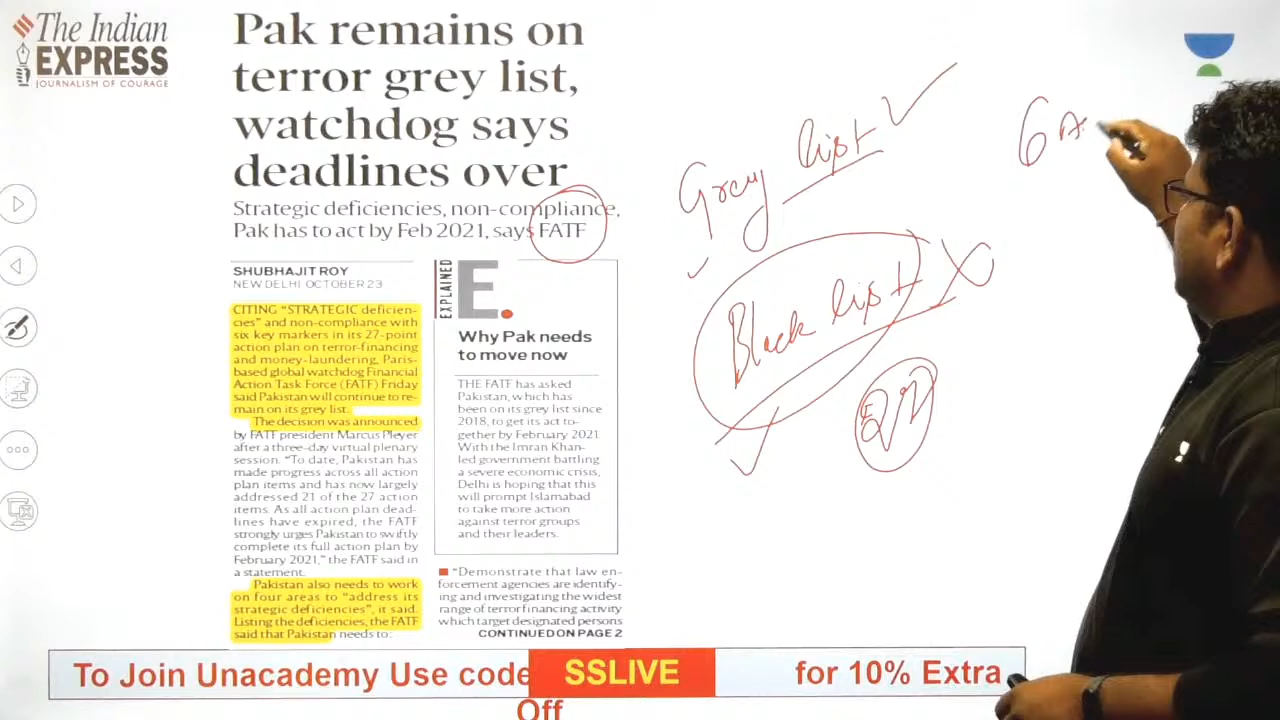 The Indian
EXPRESS
JOURNALISM OF COURAGE
Pak remains on
terror grey list,
watchdog says
deadlines over
Strategic deficiencies, non-compliance,
Pak has to act by Feb 2021, says FATF
SHUBHAJIT ROY
NEW DELHI OCTOBER 23
CITING "STRATEGIC deficien-
cies" and non-compliance with
six key markers in its 27-point
action plan on terror-financing
and money-laundering, Paris-
based global watchdog Financial
Action Task Force (FATF) Friday
said Pakistan will continue to re-
main on its grey list.
The decision was announced
by FATF president Marcus Pleyer
after a three-day virtual plenary
session. "To date, Pakistan has
made progress across all action
plan items and has now largely
addressed 21 of the 27 action
items. As all action plan dead-
lines have expired, the FATF
strongly urges Pakistan to swiftly
complete its full action plan by
February 2021," the FATF said in
a statement.
Pakistan also needs to work
on four areas to "address its
strategic deficiencies", it said.
Listing the deficiencies, the FATF
said that Pakistan needs to:
EXPLAINED
E.
Why Pak needs
to move now
THE FATF has asked
Pakistan, which has
been on its grey list since
2018, to get its act to-
gether by February 2021.
With the Imran Khan-
led government battling
a severe economic crisis,
Delhi is hoping that this
will prompt Islamabad
to take more action
against terror groups
and their leaders.
"Demonstrate that law en-
forcement agencies are identify-
ing and investigating the widest
range of terror financing activity
which target designated persons
CONTINUED ON PAGE 2
Grey list
Black list
27
6 A
To Join Unacademy Use code SSLIVE for 10% Extra
Off